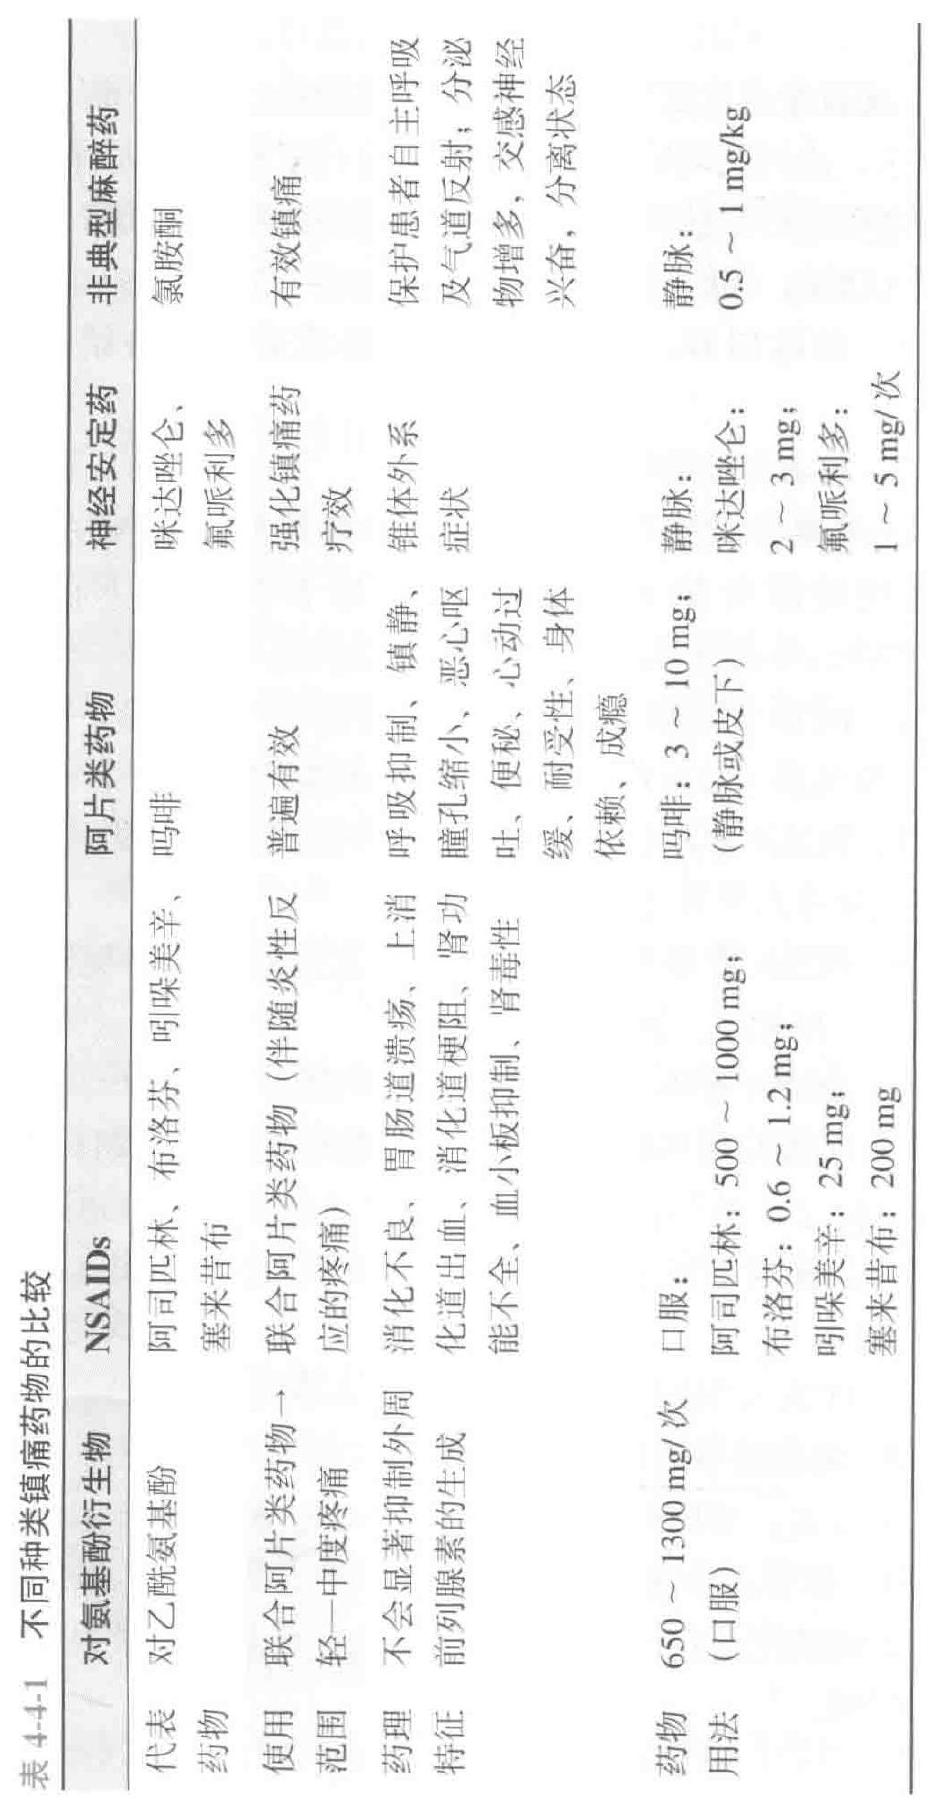 表 4-4-1 不同种类镇痛药物的比较
对氨基酚衍生物 NSAIDs 阿片类药物 神经安定药 非典型麻醉药
代表 对乙酰氨基酚 阿司匹林、布洛芬、吲哚美辛、 吗啡 咪达唑仑、 氯胺酮
药物 塞来昔布 氟哌利多
使用 联合阿片类药物→ 联合阿片类药物（伴随炎性反 普遍有效 强化镇痛药 有效镇痛
范围 轻—中度疼痛 应的疼痛） 疗效
药理 不会显著抑制外周 消化不良、胃肠道溃疡、上消 呼吸抑制、镇静、 锥体外系 保护患者自主呼吸
特征 前列腺素的生成 化道出血、消化道梗阻、肾功 瞳孔缩小、恶心呕 症状 及气道反射；分泌
能不全、血小板抑制、肾毒性 吐、便秘、心动过 物增多，交感神经
缓、耐受性、身体 兴奋，分离状态
依赖、成瘾
药物 650 ~ 1300 mg/ 次 口服： 吗啡：3 ~ 10 mg； 静脉： 静脉：
用法 （口服） 阿司匹林：500 ~ 1000 mg； （静脉或皮下） 咪达唑仑： 0.5 ~ 1 mg/kg
布洛芬：0.6 ~ 1.2 mg； 2 ~ 3 mg；
吲哚美辛：25 mg； 氟哌利多：
塞来昔布：200 mg 1 ~ 5 mg/ 次